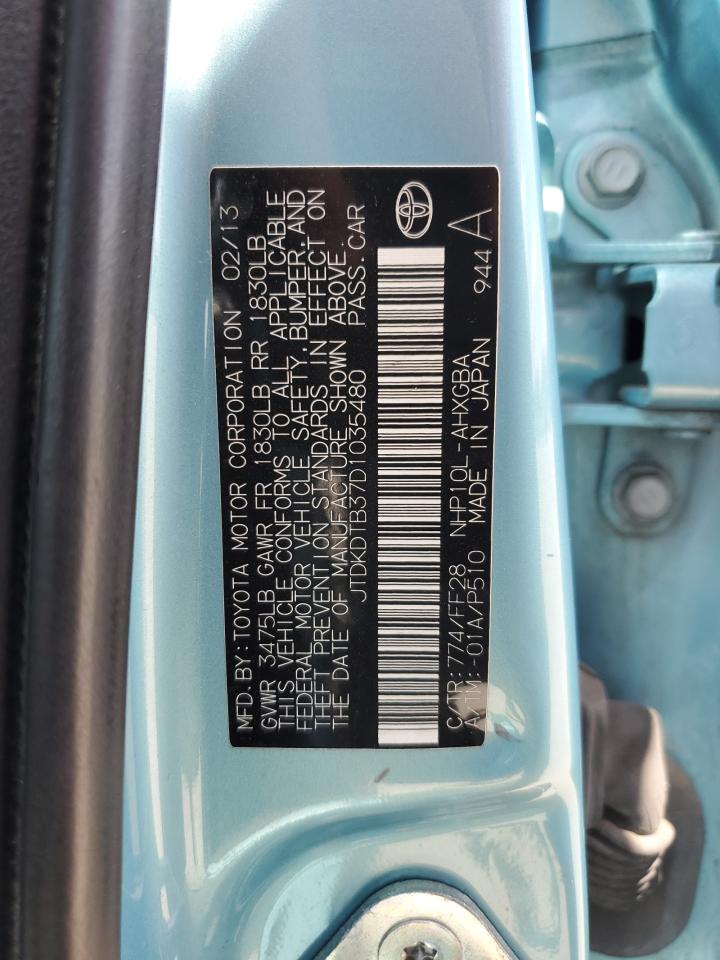 MFD. BY: TOYOTA MOTOR CORPORATION 02/13
GVWR 3475LB GAWR FR 1830LB RR 1830LB
THIS VEHICLE CONFORMS TO ALL APPLICABLE
FEDERAL MOTOR VEHICLE SAFETY, BUMPER, AND
THEFT PREVENTION STANDARDS IN EFFECT ON
THE DATE OF MANUFACTURE SHOWN ABOVE.
JTDKDTB37D1035480 PASS. CAR
C/TR: 774/FF28 NHP10L-AHXGBA
A/TM: -01A/P510 MADE IN JAPAN 944 A